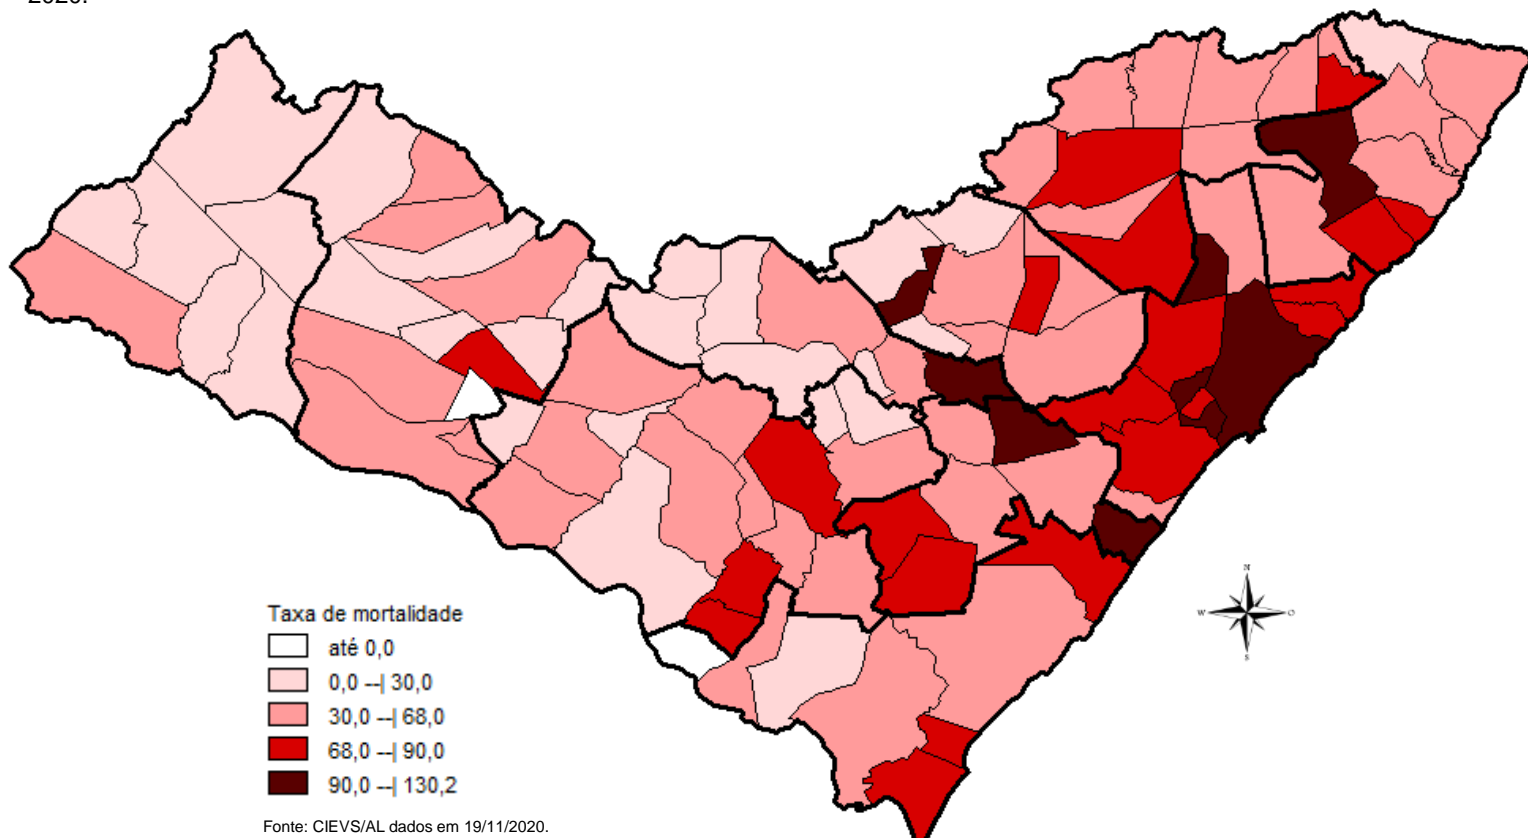 2020.
Taxa de mortalidade
até 0,0
0,0 --| 30,0
30,0 --| 68,0
68,0 --| 90,0
90,0 --| 130,2
Fonte: CIEVS/AL dados em 19/11/2020.
N
W
O
S